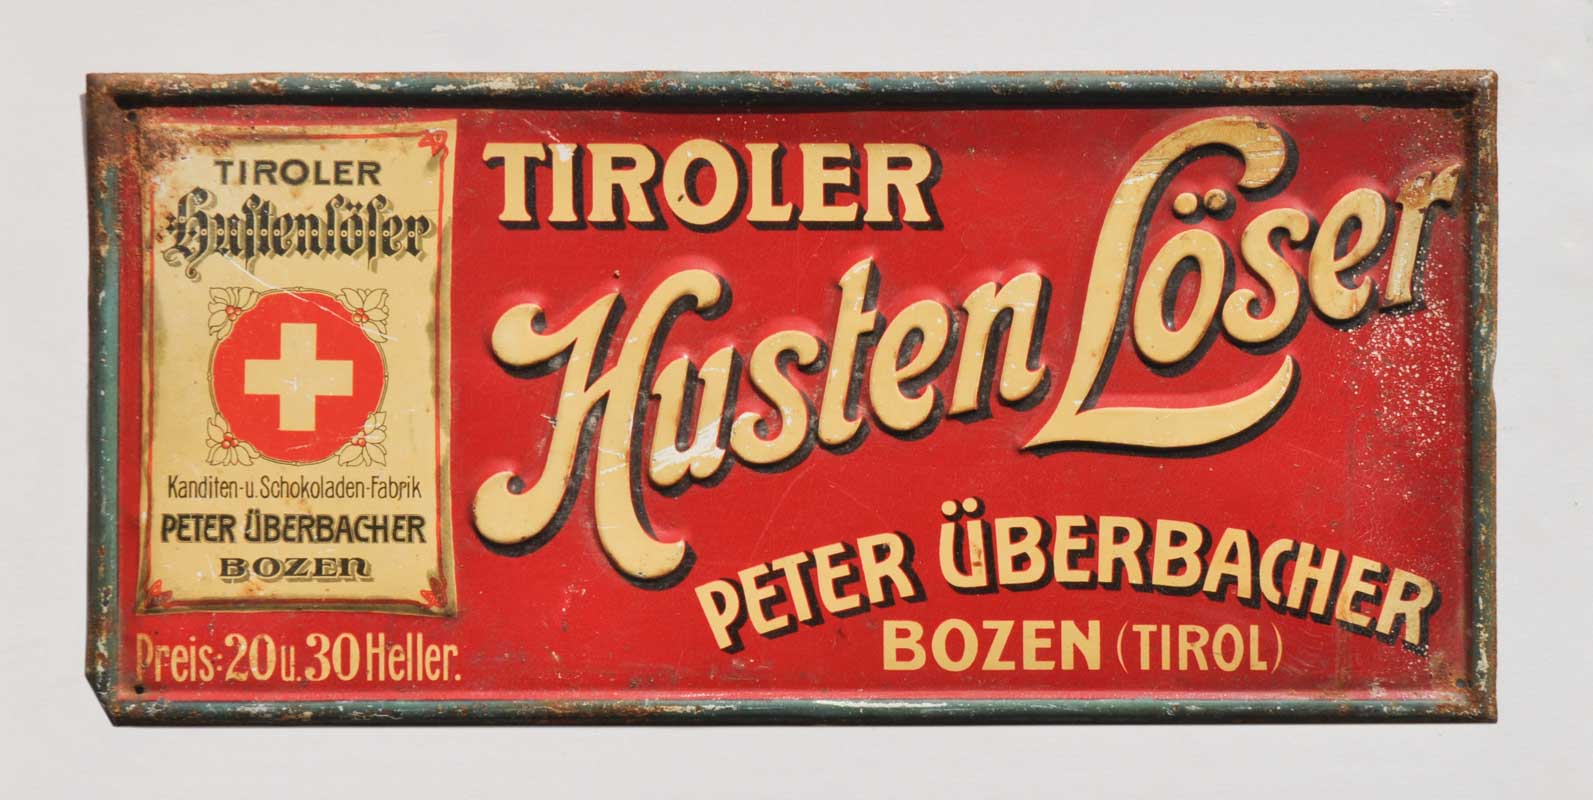 TIROLER
Hustenlöser
Kanditen-u. Schokoladen-Fabrik
PETER ÜBERBACHER
BOZEN
Preis: 20 u. 30 Heller.
TIROLER
Husten Löser
PETER ÜBERBACHER
BOZEN (TIROL)